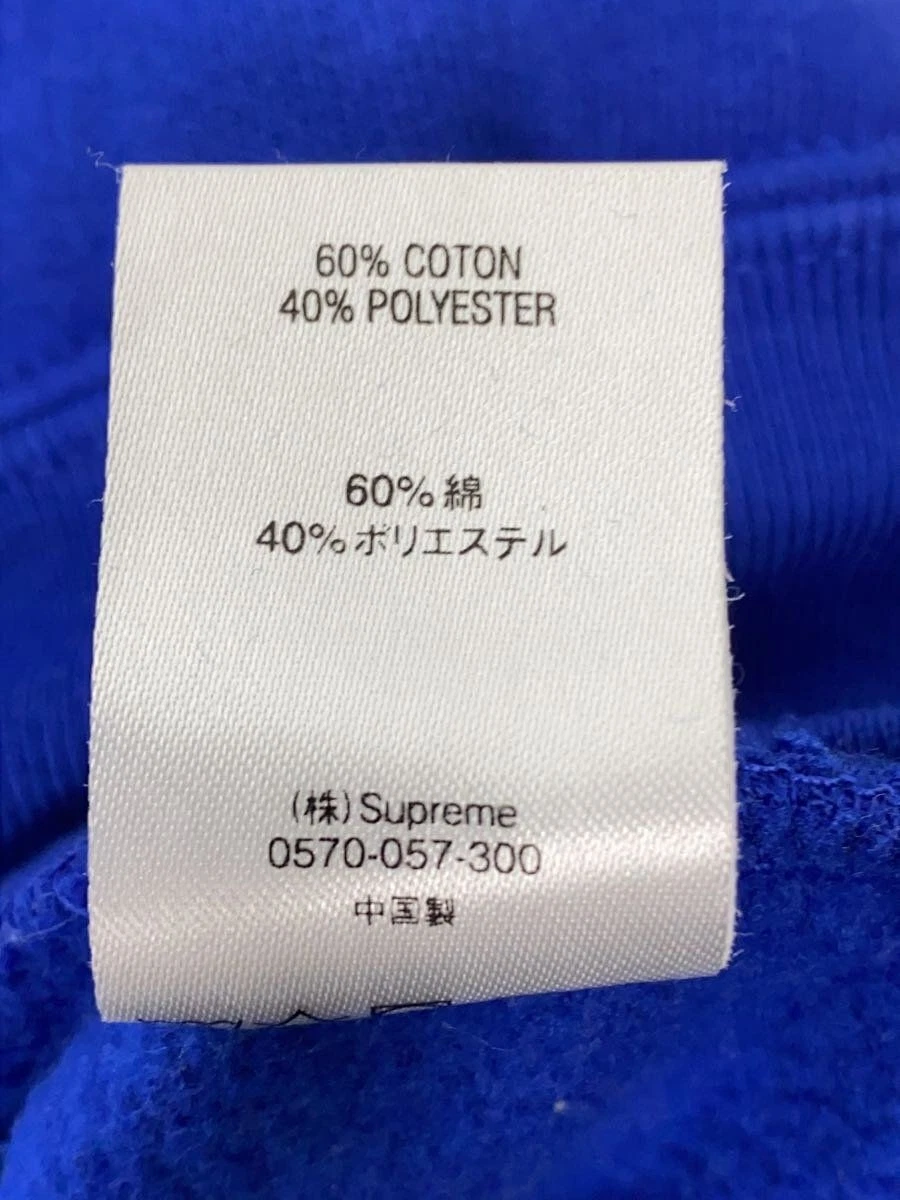 60% COTON
40% POLYESTER
60%綿
40%ポリエステル
(株)Supreme
0570-057-300
中国製